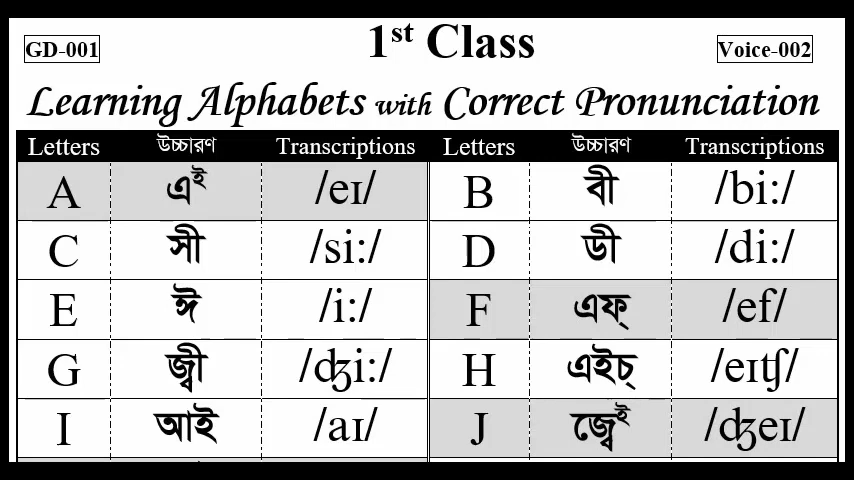 GD-001 1st Class Voice-002
Learning Alphabets with Correct Pronunciation
Letters উচ্চারণ Transcriptions Letters উচ্চারণ Transcriptions
A এই /eɪ/ B বী /bi:/
C সী /si:/ D ডী /di:/
E ঈ /i:/ F এফ্ /ef/
G জ্বী /ʤi:/ H এইচ্ /eɪʧ/
I আই /aɪ/ J জ্বেই /ʤeɪ/